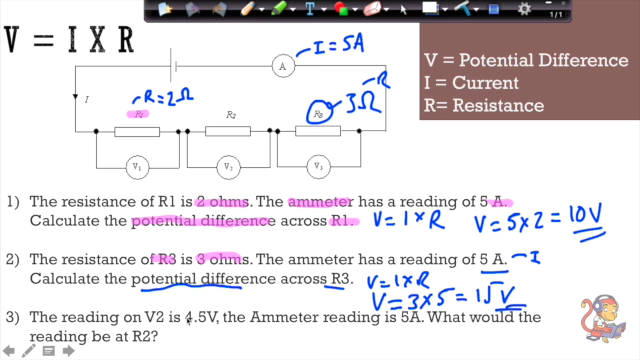 1/1
V = I X R
I = 5A
A
V = Potential Difference
I = Current
R= Resistance
R
I
R = 2Ω
3Ω
R1
R2
R3
V1
V2
V3
1) The resistance of R1 is 2 ohms. The ammeter has a reading of 5 A.
Calculate the potential difference across R1.
V = I × R
V = 5 × 2 = 10V
2) The resistance of R3 is 3 ohms. The ammeter has a reading of 5 A.
I
Calculate the potential difference across R3.
V = I × R
V = 3 × 5 = 15 V
3) The reading on V2 is 4.5V, the Ammeter reading is 5A. What would the
reading be at R2?